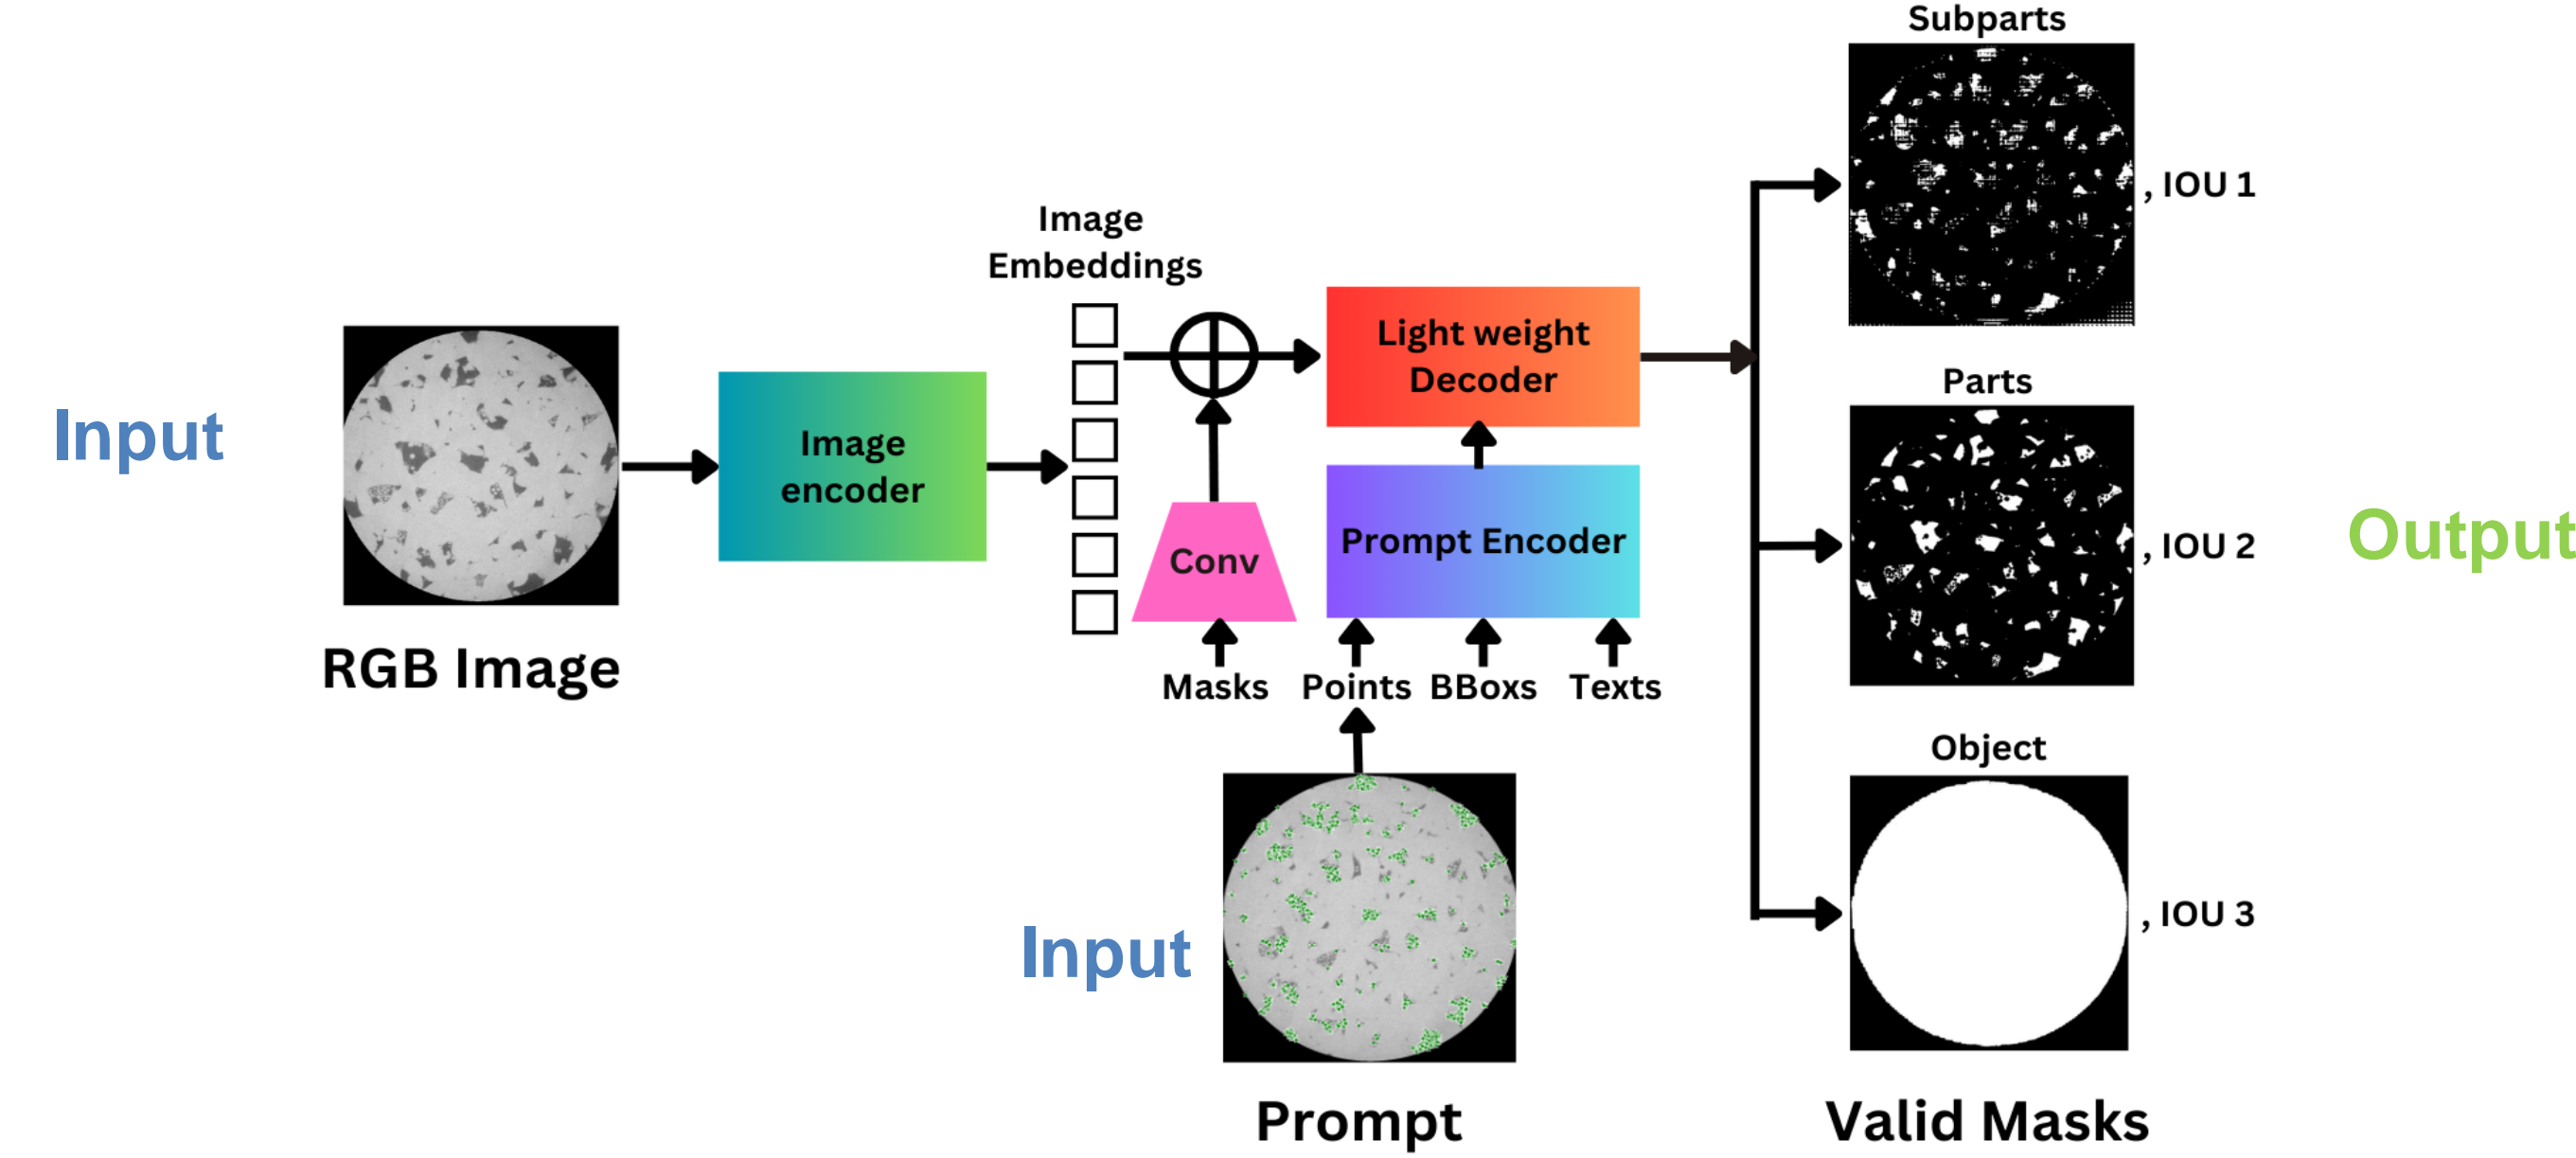 Input
RGB Image
Image
encoder
Image
Embeddings
Conv
Masks
Points
BBoxs
Texts
Light weight
Decoder
Prompt Encoder
Input
Prompt
Subparts
, IOU 1
Parts
, IOU 2
Object
, IOU 3
Valid Masks
Output